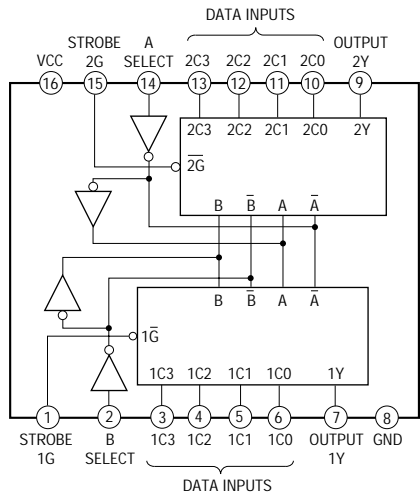 DATA INPUTS
STROBE A OUTPUT
VCC 2G SELECT 2C3 2C2 2C1 2C0 2Y
16 15 14 13 12 11 10 9
2C3 2C2 2C1 2C0 2Y
2G̅
B B̅ A A̅
B B̅ A A̅
1G̅
1C3 1C2 1C1 1C0 1Y
1 2 3 4 5 6 7 8
STROBE B 1C3 1C2 1C1 1C0 OUTPUT GND
1G SELECT 1Y
DATA INPUTS